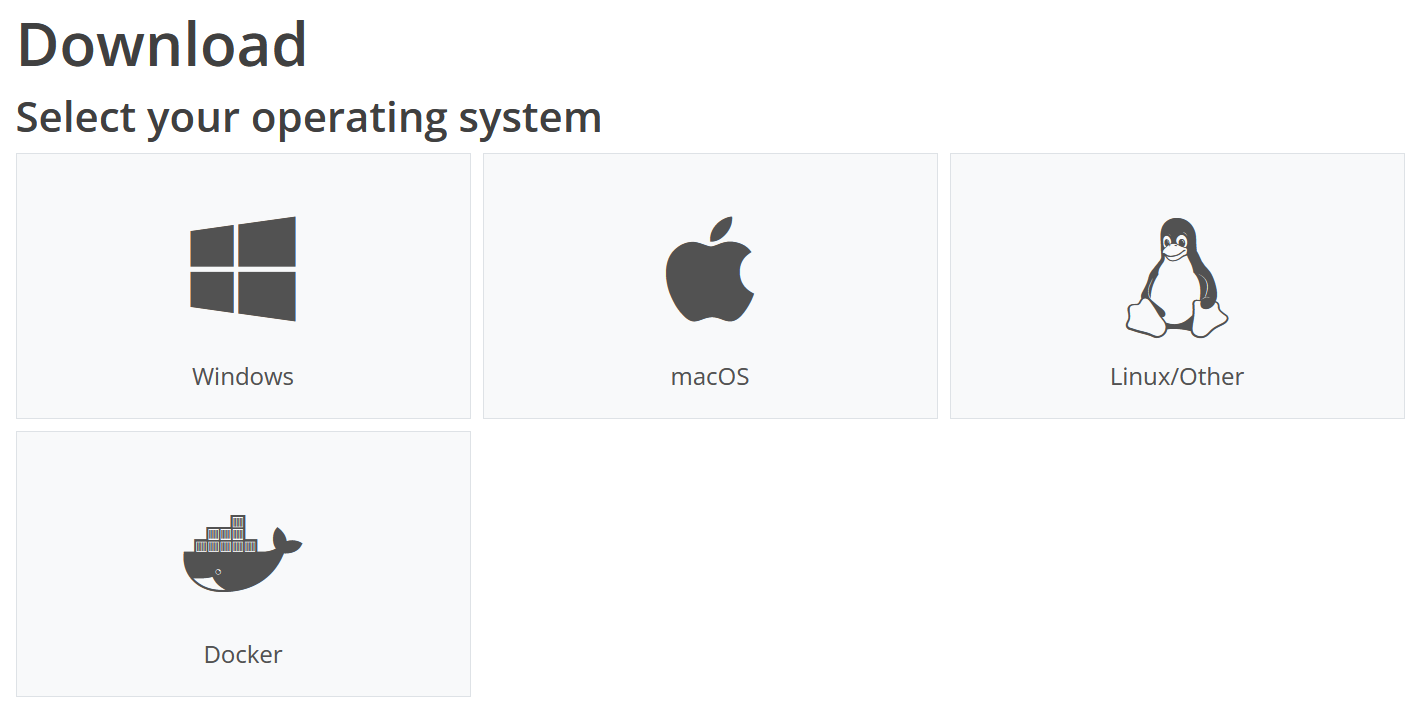 Download
Select your operating system
Windows
macOS
Linux/Other
Docker